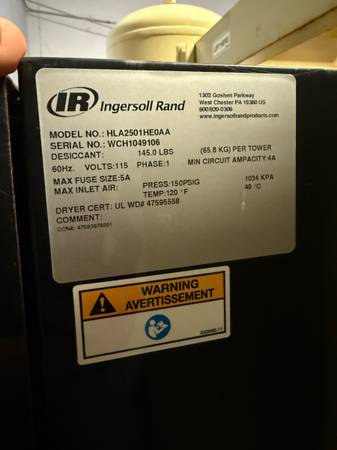 IR Ingersoll Rand
1302 Goshen Parkway
West Chester PA 19380 US
800/920-0306
www.ingersollrandproducts.com
MODEL NO.: HLA2501HE0AA
SERIAL NO.: WCH1049106
DESICCANT: 145.0 LBS (65.8 KG) PER TOWER
60Hz. VOLTS:115 PHASE:1 MIN CIRCUIT AMPACITY:4A
MAX FUSE SIZE:5A
MAX INLET AIR: PRESS:150PSIG 1034 KPA
TEMP:120 °F 49 °C
DRYER CERT: UL WD# 47595558
COMMENT:
CCN#: 47593678001
WARNING
AVERTISSEMENT